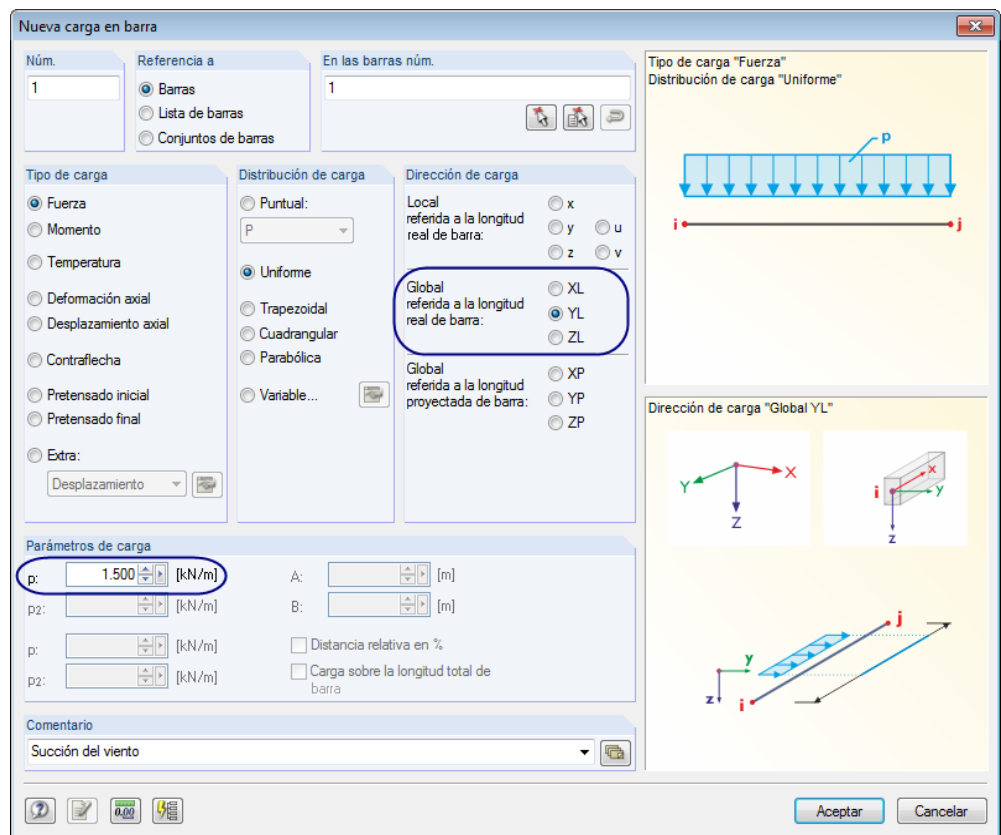 Nueva carga en barra
Núm.
1
Referencia a
Barras
Lista de barras
Conjuntos de barras
En las barras núm.
1
Tipo de carga
Fuerza
Momento
Temperatura
Deformación axial
Desplazamiento axial
Contraflecha
Pretensado inicial
Pretensado final
Extra:
Desplazamiento
Distribución de carga
Puntual:
P
Uniforme
Trapezoidal
Cuadrangular
Parabólica
Variable...
Dirección de carga
Local
referida a la longitud
real de barra:
x
y
u
z
v
Global
referida a la longitud
real de barra:
XL
YL
ZL
Global
referida a la longitud
proyectada de barra:
XP
YP
ZP
Parámetros de carga
p: 1.500 [kN/m]
p2: [kN/m]
p: [kN/m]
p2: [kN/m]
A: [m]
B: [m]
Distancia relativa en %
Carga sobre la longitud total de
barra
Comentario
Succión del viento
Tipo de carga "Fuerza"
Distribución de carga "Uniforme"
p
i
j
Dirección de carga "Global YL"
X
Y
Z
x
i
y
z
j
y
z
i
0.00
Aceptar
Cancelar